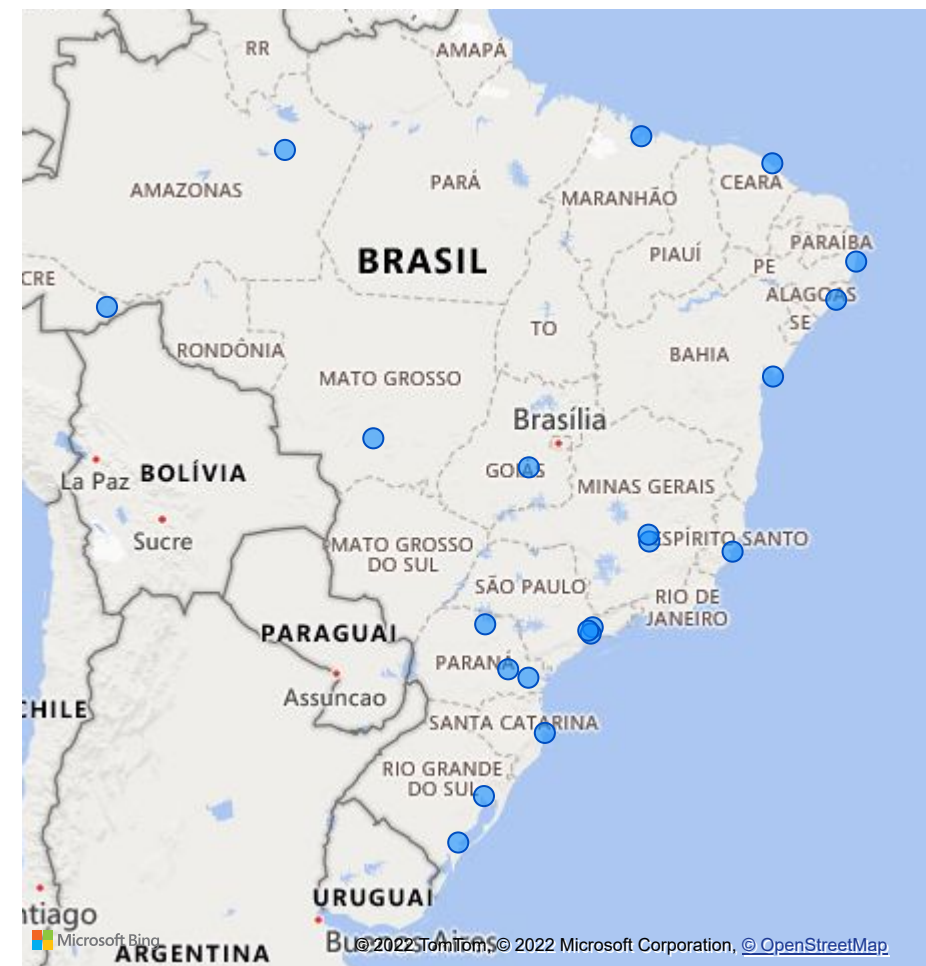 RR
AMAPÁ
AMAZONAS
PARÁ
CEARÁ
MARANHÃO
PARAÍBA
BRASIL
PIAUÍ
PE
CRE
ALAGOAS
SE
TO
RONDÔNIA
BAHIA
MATO GROSSO
Brasília
La Paz
BOLÍVIA
GOIÁS
MINAS GERAIS
Sucre
MATO GROSSO
DO SUL
ESPÍRITO SANTO
SÃO PAULO
RIO DE
JANEIRO
PARAGUAI
PARANÁ
Assuncao
CHILE
SANTA CATARINA
RIO GRANDE
DO SUL
URUGUAI
ntiago
Microsoft Bing
Buenos Aires
© 2022 TomTom, © 2022 Microsoft Corporation, © OpenStreetMap
ARGENTINA